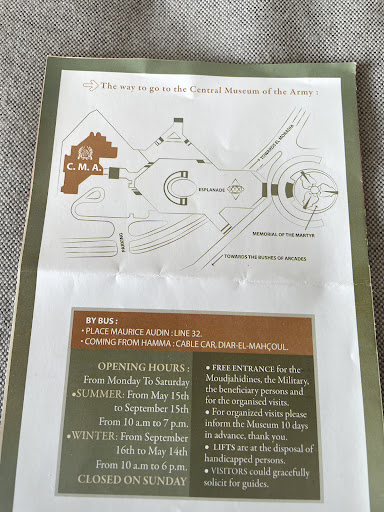 The way to go to the Central Museum of the Army :
TOWARDS EL MOURADIA
C. M. A.
ESPLANADE
PARKING
MEMORIAL OF THE MARTYR
TOWARDS THE BUSHES OF ARCADES
BY BUS :
• PLACE MAURICE AUDIN : LINE 32.
• COMING FROM HAMMA : CABLE CAR, DIAR-EL-MAHÇOUL.
OPENING HOURS :
From Monday To Saturday
•SUMMER: From May 15th
to September 15th
From 10 a.m to 7 p.m.
•WINTER: From September
16th to May 14th
From 10 a.m to 6 p.m.
CLOSED ON SUNDAY
• FREE ENTRANCE for the
Moudjahidines, the Military,
the beneficiary persons and
for the organised visits.
• For organized visits please
inform the Museum 10 days
in advance, thank you.
• LIFTS are at the disposal of
handicapped persons.
• VISITORS could gracefully
solicit for guides.